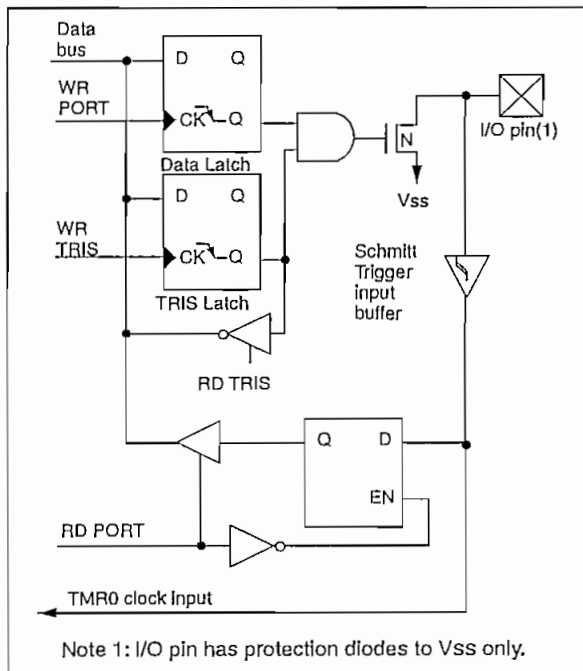 Data
bus
D Q
WR
PORT
CK Q
Data Latch
N
I/O pin(1)
Vss
D Q
WR
TRIS
CK Q
TRIS Latch
Schmitt
Trigger
input
buffer
RD TRIS
Q D
EN
RD PORT
TMR0 clock input
Note 1: I/O pin has protection diodes to Vss only.